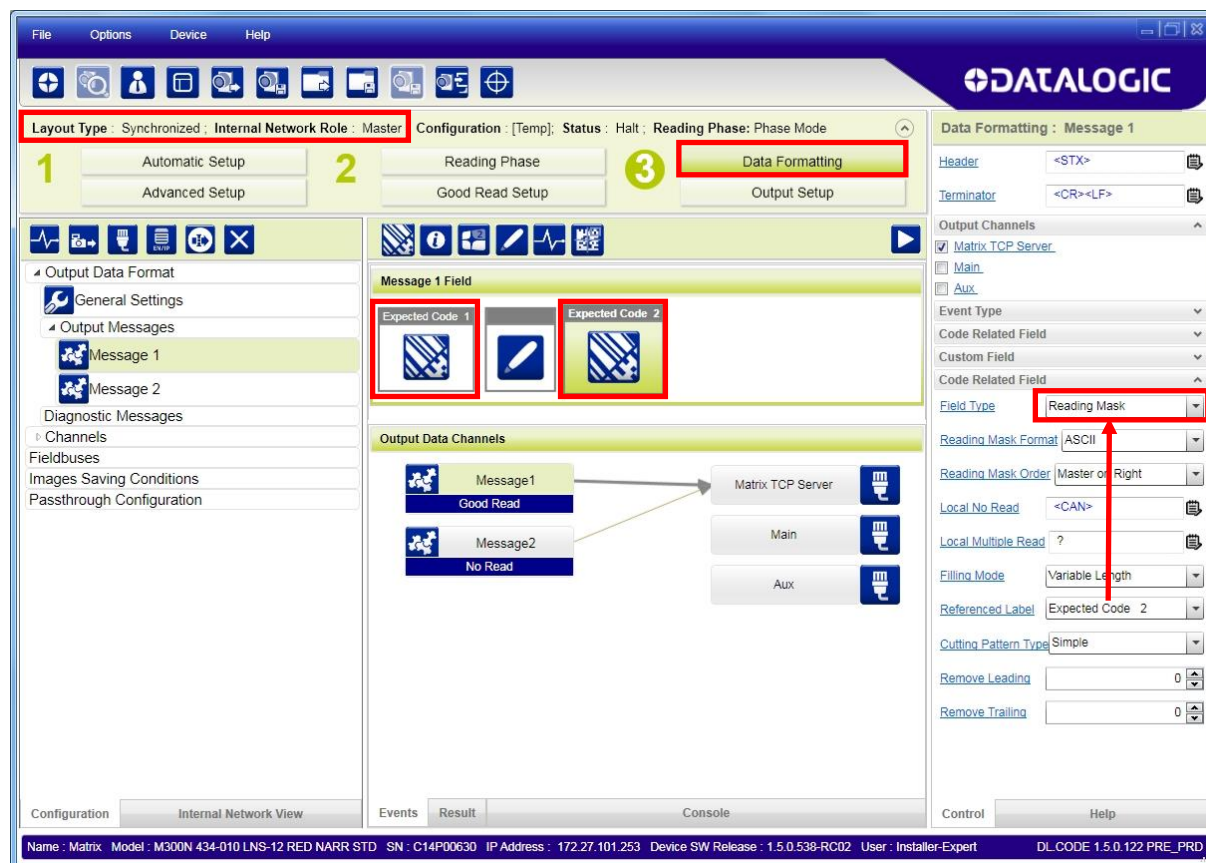 File Options Device Help
DATALOGIC
Layout Type : Synchronized ; Internal Network Role : Master Configuration : [Temp]; Status : Halt ; Reading Phase: Phase Mode
1 Automatic Setup 2 Reading Phase 3 Data Formatting
Advanced Setup Good Read Setup Output Setup
Output Data Format
General Settings
Output Messages
Message 1
Message 2
Diagnostic Messages
Channels
Fieldbuses
Images Saving Conditions
Passthrough Configuration
Configuration Internal Network View
Message 1 Field
Expected Code 1 Expected Code 2
Output Data Channels
Message1 Matrix TCP Server
Good Read
Message2 Main
No Read
Aux
Events Result Console
Data Formatting : Message 1
Header <STX>
Terminator <CR><LF>
Output Channels
Matrix TCP Server
Main
Aux
Event Type
Code Related Field
Custom Field
Code Related Field
Field Type Reading Mask
Reading Mask Format ASCII
Reading Mask Order Master on Right
Local No Read <CAN>
Local Multiple Read ?
Filling Mode Variable Length
Referenced Label Expected Code 2
Cutting Pattern Type Simple
Remove Leading 0
Remove Trailing 0
Control Help
Name : Matrix Model : M300N 434-010 LNS-12 RED NARR STD SN : C14P00630 IP Address : 172.27.101.253 Device SW Release : 1.5.0.538-RC02 User : Installer-Expert DL.CODE 1.5.0.122 PRE_PRD